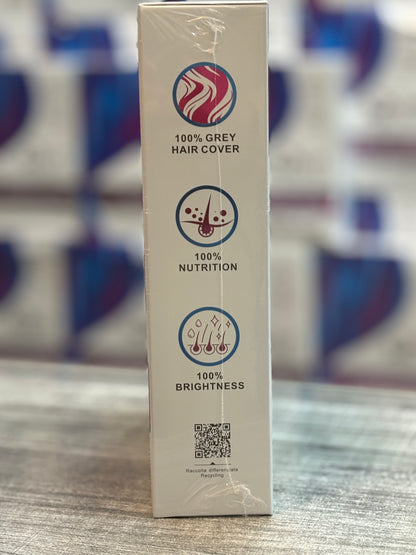 100% GREY
HAIR COVER
100%
NUTRITION
100%
BRIGHTNESS
Raccolta differenziata
Recycling